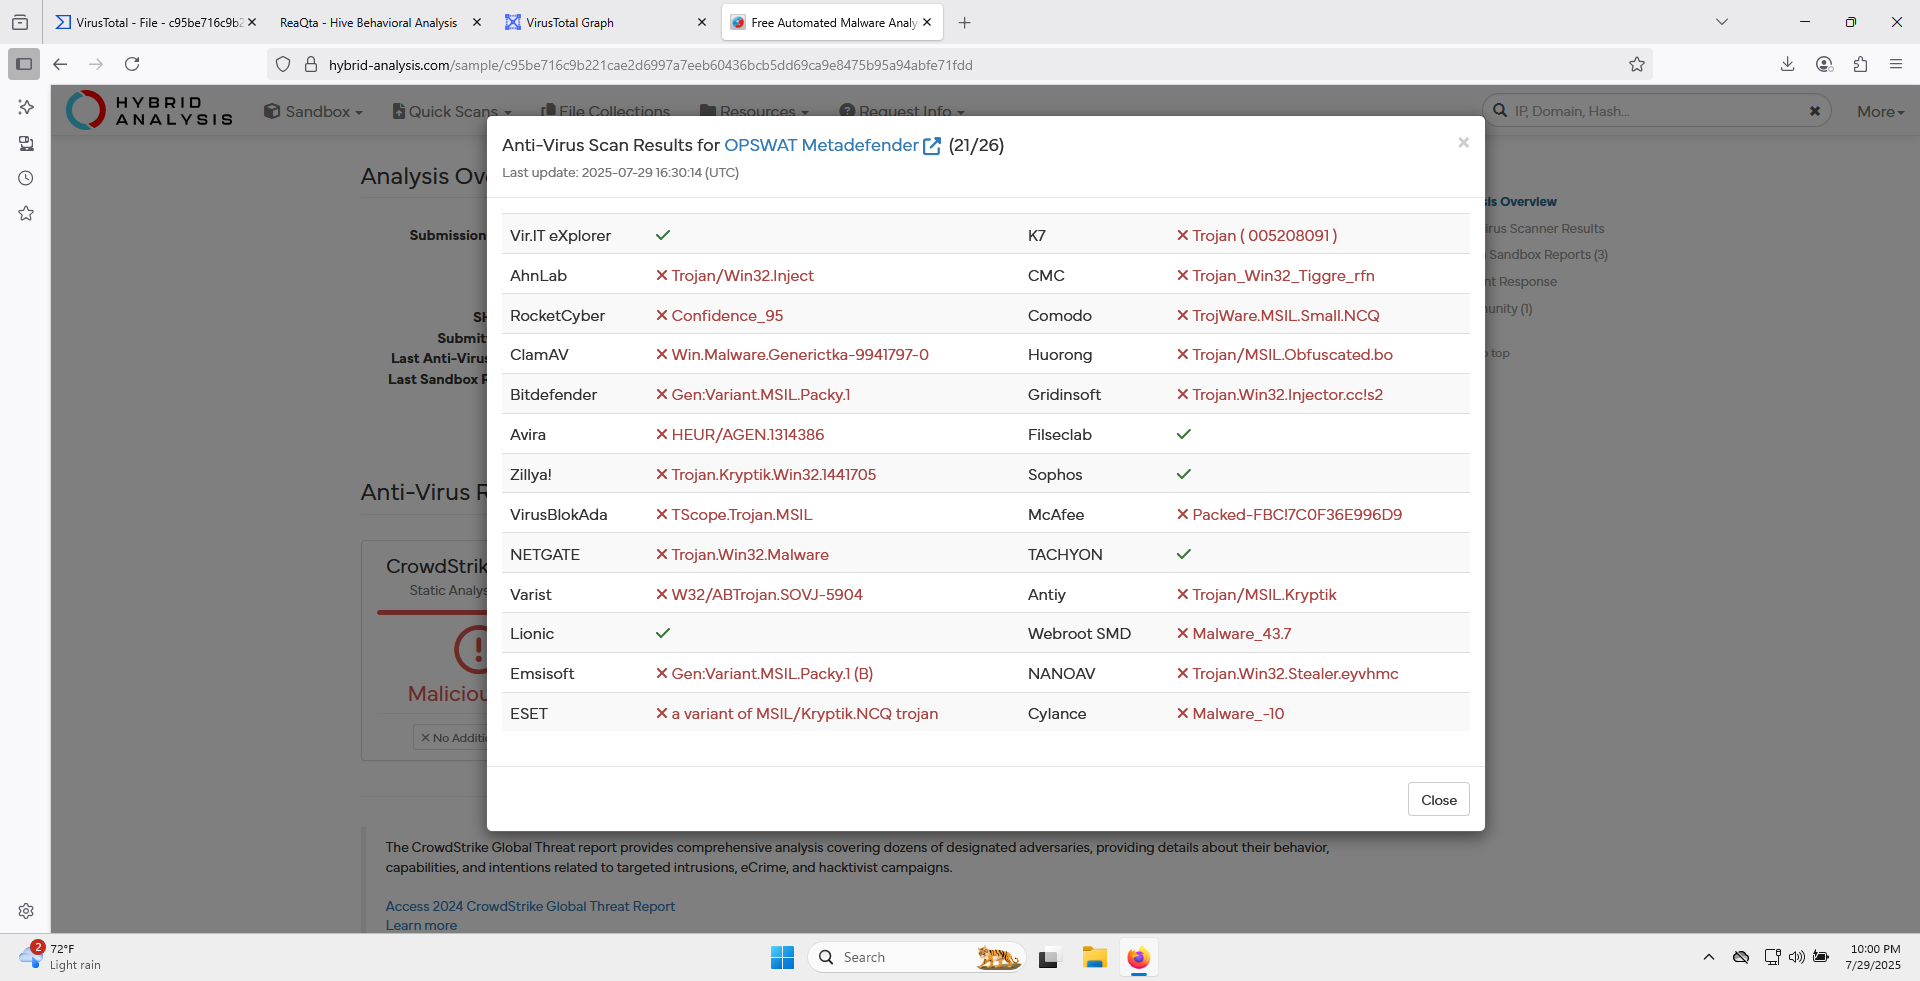 VirusTotal - File - c95be716c9b2
ReaQta - Hive Behavioral Analysis
VirusTotal Graph
Free Automated Malware Analy
hybrid-analysis.com/sample/c95be716c9b221cae2d6997a7eeb60436bcb5dd69ca9e8475b95a94abfe71fdd
HYBRID
ANALYSIS
Sandbox
Quick Scans
File Collections
Resources
Request Info
IP, Domain, Hash...
More
Analysis Ov
Submission
SH
Submitt
Last Anti-Virus
Last Sandbox R
Anti-Virus R
CrowdStrik
Static Analys
Maliciou
No Additio
Anti-Virus Scan Results for OPSWAT Metadefender (21/26)
Last update: 2025-07-29 16:30:14 (UTC)
Vir.IT eXplorer K7 Trojan ( 005208091 )
AhnLab Trojan/Win32.Inject CMC Trojan_Win32_Tiggre_rfn
RocketCyber Confidence_95 Comodo TrojWare.MSIL.Small.NCQ
ClamAV Win.Malware.Generictka-9941797-0 Huorong Trojan/MSIL.Obfuscated.bo
Bitdefender Gen:Variant.MSIL.Packy.1 Gridinsoft Trojan.Win32.Injector.cc!s2
Avira HEUR/AGEN.1314386 Filseclab
Zillya! Trojan.Kryptik.Win32.1441705 Sophos
VirusBlokAda TScope.Trojan.MSIL McAfee Packed-FBC!7C0F36E996D9
NETGATE Trojan.Win32.Malware TACHYON
Varist W32/ABTrojan.SOVJ-5904 Antiy Trojan/MSIL.Kryptik
Lionic Webroot SMD Malware_43.7
Emsisoft Gen:Variant.MSIL.Packy.1 (B) NANOAV Trojan.Win32.Stealer.eyvhmc
ESET a variant of MSIL/Kryptik.NCQ trojan Cylance Malware_-10
Close
sis Overview
irus Scanner Results
Sandbox Reports (3)
nt Response
unity (1)
o top
The CrowdStrike Global Threat report provides comprehensive analysis covering dozens of designated adversaries, providing details about their behavior,
capabilities, and intentions related to targeted intrusions, eCrime, and hacktivist campaigns.
Access 2024 CrowdStrike Global Threat Report
Learn more
2
72°F
Light rain
Search
10:00 PM
7/29/2025